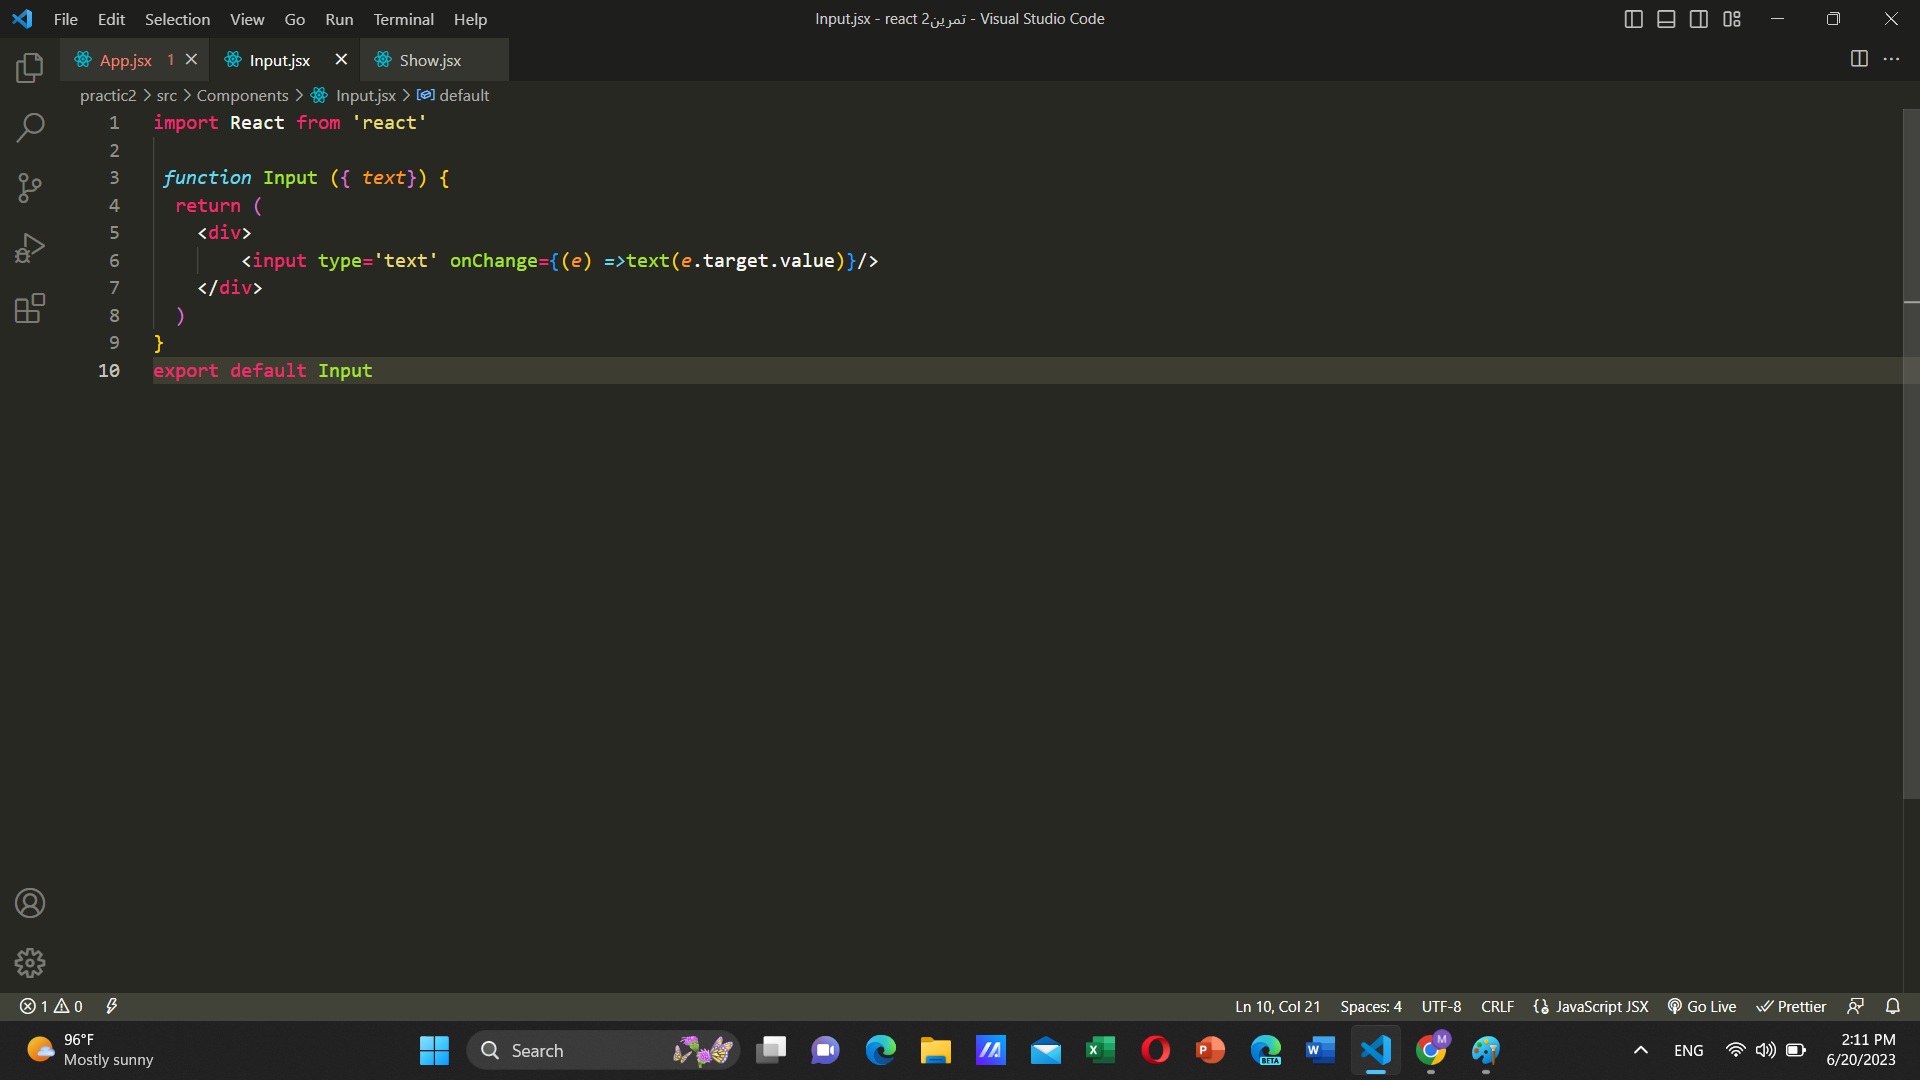 File Edit Selection View Go Run Terminal Help
Input.jsx - react 2تمرین - Visual Studio Code
App.jsx 1 Input.jsx Show.jsx
practic2 > src > Components > Input.jsx > default
1 import React from 'react'
2
3 function Input ({ text}) {
4 return (
5 <div>
6 <input type='text' onChange={(e) =>text(e.target.value)}/>
7 </div>
8 )
9 }
10 export default Input
1 0 Ln 10, Col 21 Spaces: 4 UTF-8 CRLF JavaScript JSX Go Live Prettier
96°F
Mostly sunny
Search
BETA
M
ENG
2:11 PM
6/20/2023